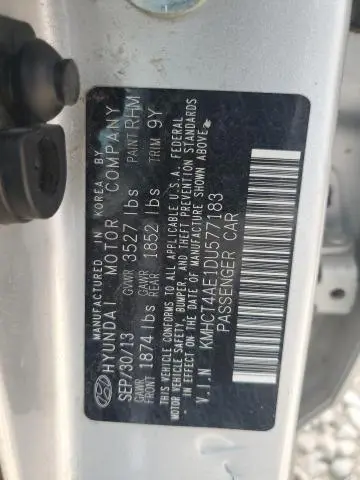 MANUFACTURED IN KOREA BY
HYUNDAI MOTOR COMPANY
SEP/30/13 GVWR 3527 lbs PAINT RHM
GAWR FRONT 1874 lbs GAWR REAR 1852 lbs TRIM 9Y
THIS VEHICLE CONFORMS TO ALL APPLICABLE U.S.A. FEDERAL
MOTOR VEHICLE SAFETY, BUMPER, AND THEFT PREVENTION STANDARDS
IN EFFECT ON THE DATE OF MANUFACTURE SHOWN ABOVE.
V.I.N KMHCT4AE1DU577183
PASSENGER CAR